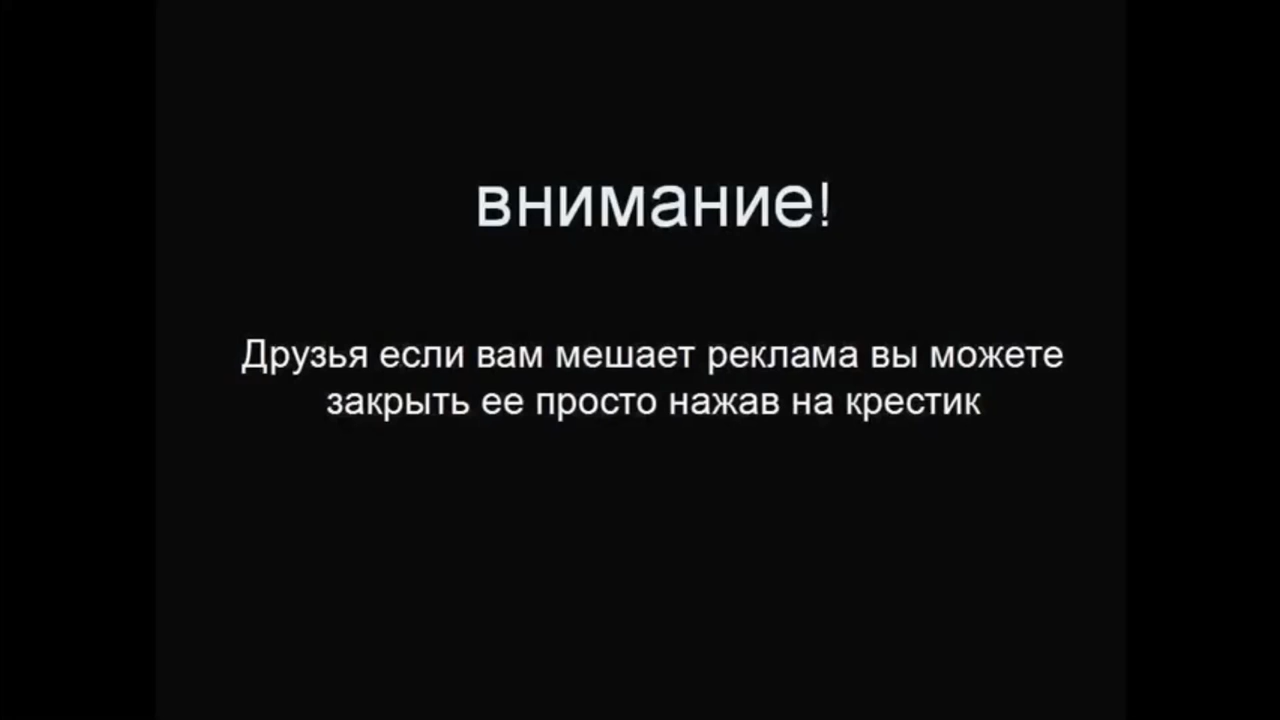 внимание!
Друзья если вам мешает реклама вы можете
закрыть ее просто нажав на крестик